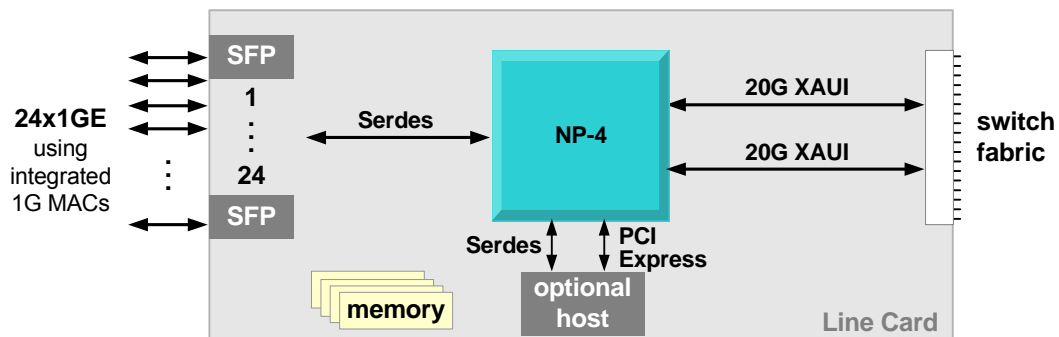 24x1GE
using
integrated
1G MACs
SFP
1
24
SFP
Serdes
NP-4
20G XAUI
20G XAUI
switch
fabric
Serdes
PCI
Express
optional
host
memory
Line Card